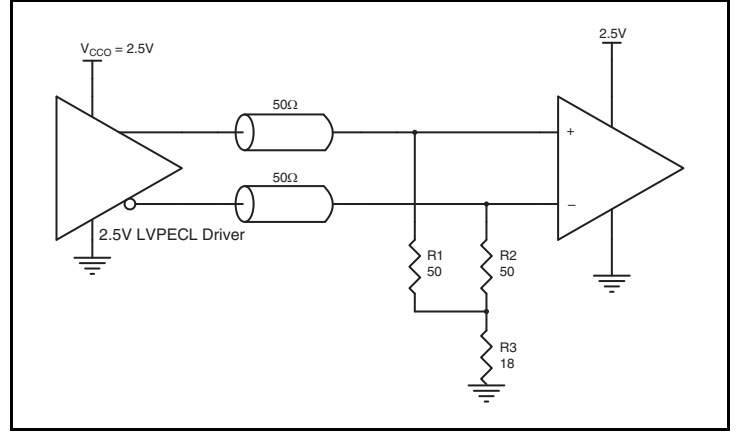 V_CCO = 2.5V
2.5V
50Ω
+
50Ω
−
2.5V LVPECL Driver
R1
50
R2
50
R3
18